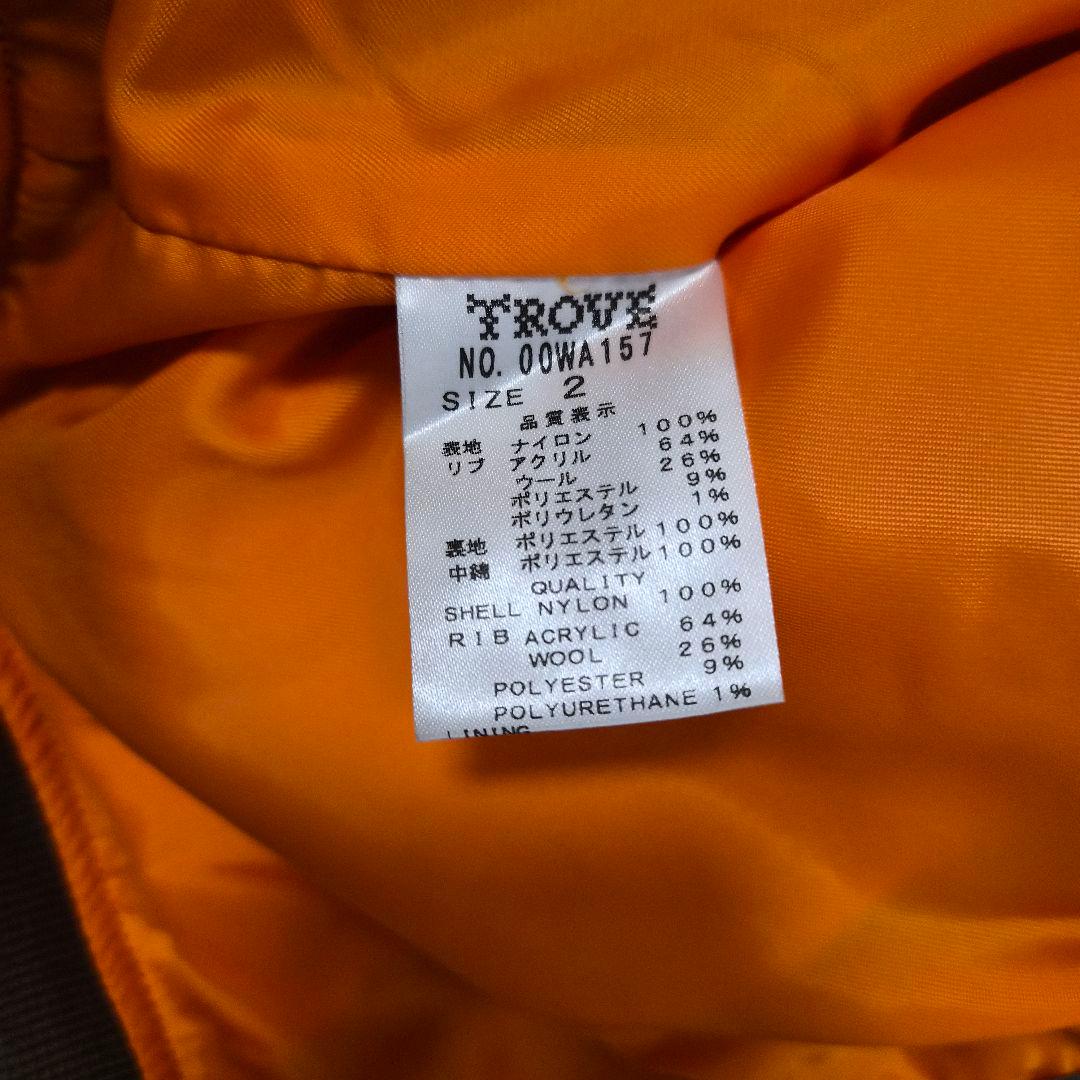 TROVE
NO. 00WA157
SIZE 2
品質表示
表地 ナイロン 100%
リブ アクリル 64%
ウール 26%
ポリエステル 9%
ポリウレタン 1%
裏地 ポリエステル 100%
中綿 ポリエステル 100%
QUALITY
SHELL NYLON 100%
RIB ACRYLIC 64%
WOOL 26%
POLYESTER 9%
POLYURETHANE 1%
LINING